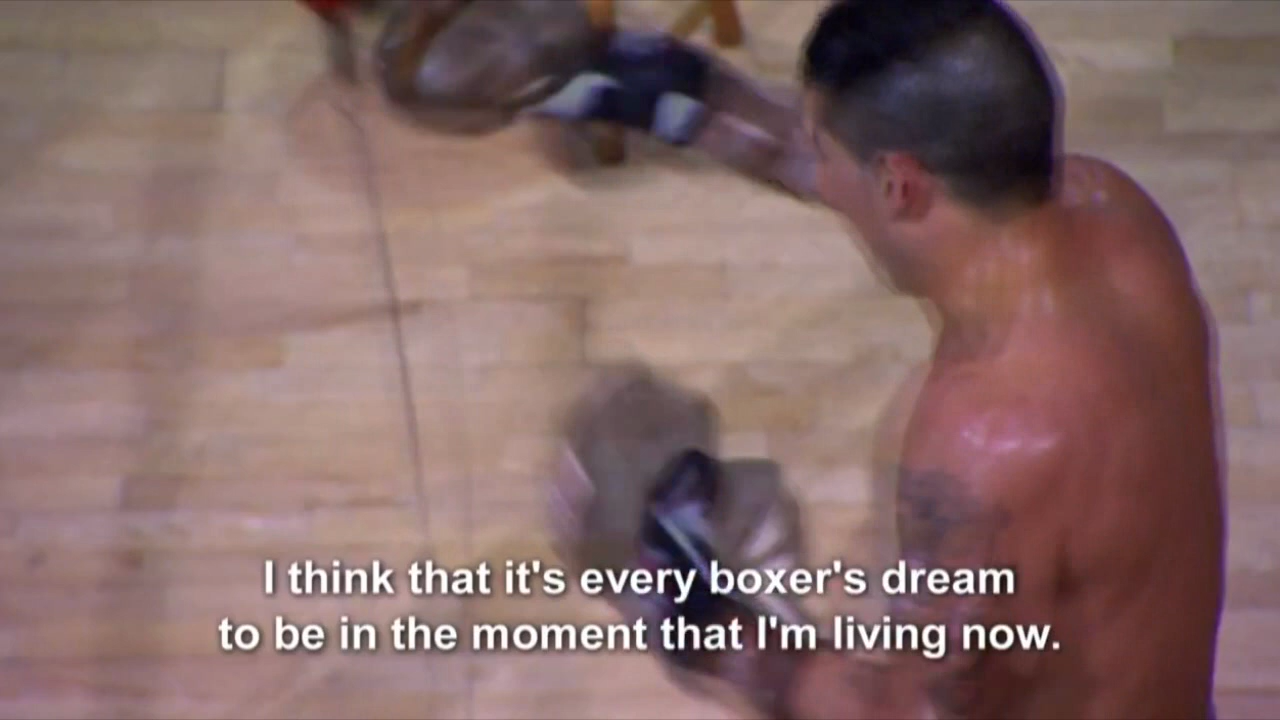 I think that it's every boxer's dream
to be in the moment that I'm living now.